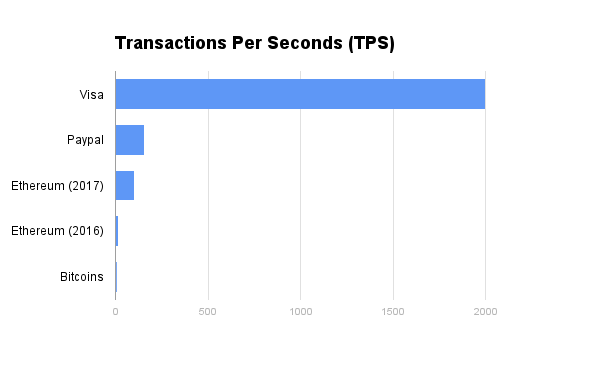 Transactions Per Seconds (TPS)
Visa
Paypal
Ethereum (2017)
Ethereum (2016)
Bitcoins
0 500 1000 1500 2000